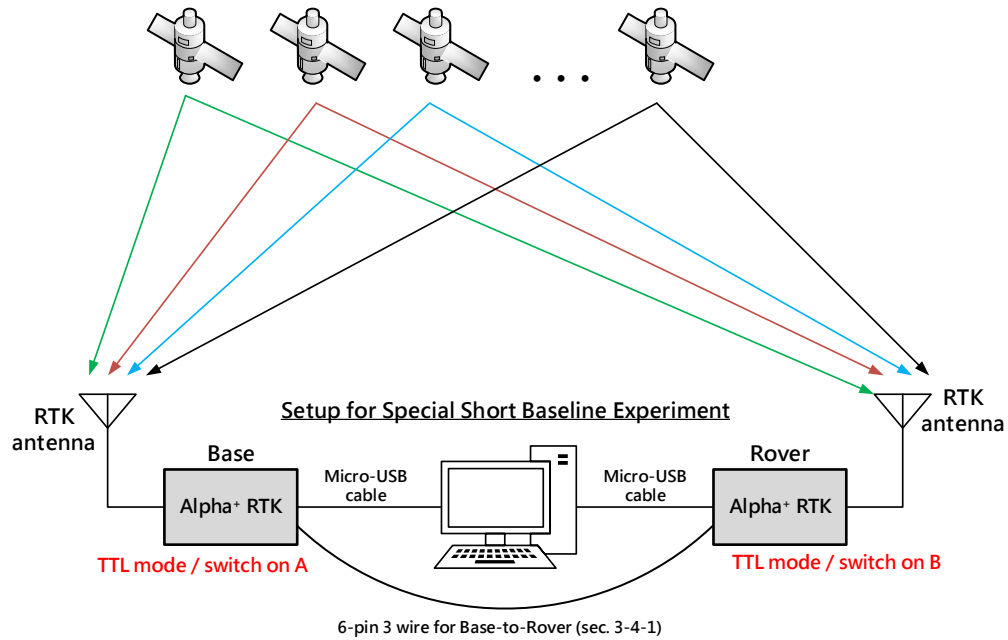 • • •
RTK
antenna
Setup for Special Short Baseline Experiment
RTK
antenna
Base
Micro-USB
cable
Micro-USB
cable
Rover
Alpha⁺ RTK
Alpha⁺ RTK
TTL mode / switch on A
TTL mode / switch on B
6-pin 3 wire for Base-to-Rover (sec. 3-4-1)